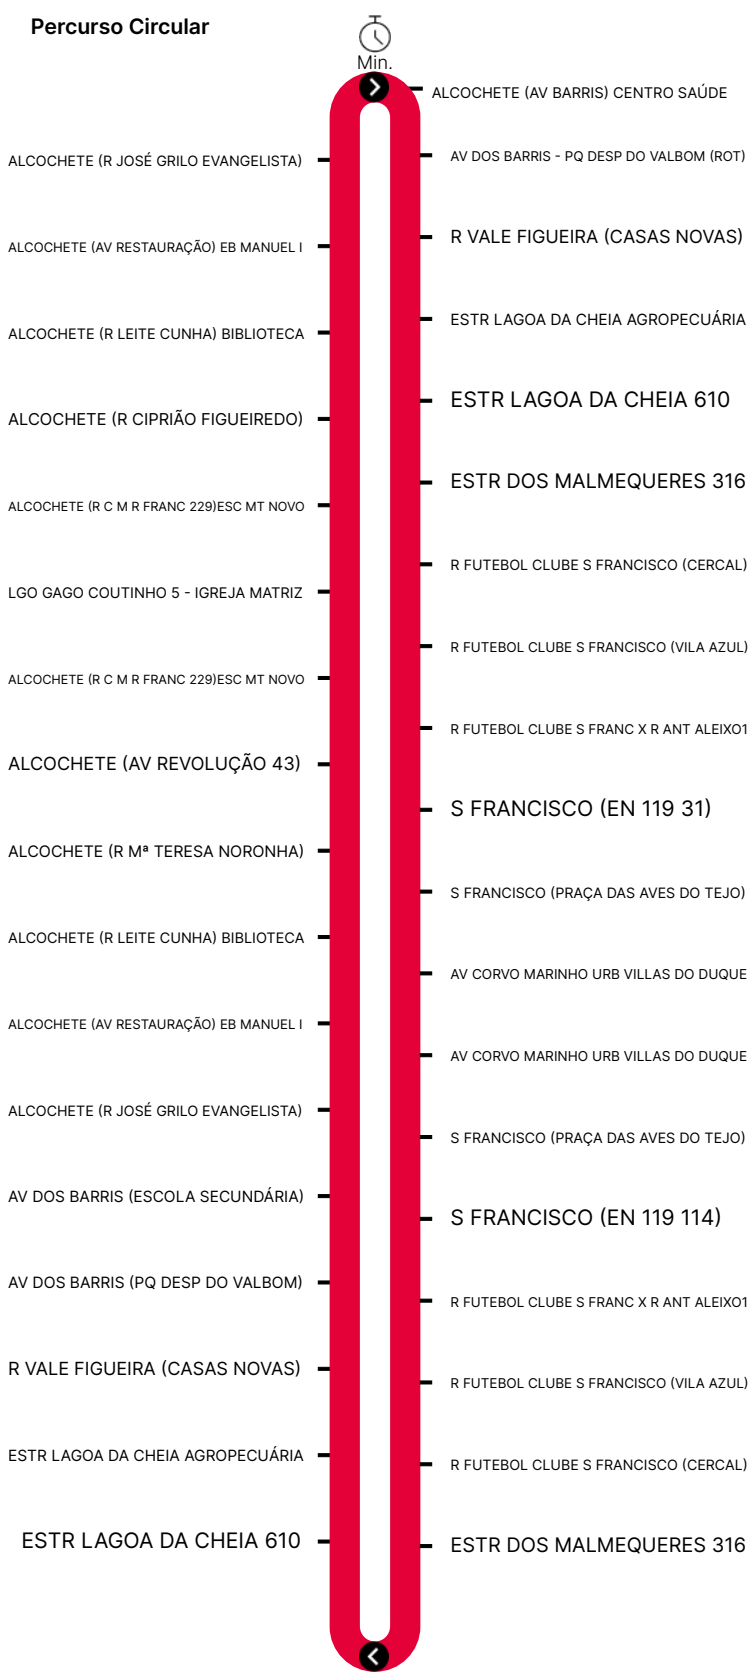 Percurso Circular
Min.
ALCOCHETE (AV BARRIS) CENTRO SAÚDE
AV DOS BARRIS - PQ DESP DO VALBOM (ROT)
R VALE FIGUEIRA (CASAS NOVAS)
ESTR LAGOA DA CHEIA AGROPECUÁRIA
ESTR LAGOA DA CHEIA 610
ESTR DOS MALMEQUERES 316
R FUTEBOL CLUBE S FRANCISCO (CERCAL)
R FUTEBOL CLUBE S FRANCISCO (VILA AZUL)
R FUTEBOL CLUBE S FRANC X R ANT ALEIXO1
S FRANCISCO (EN 119 31)
S FRANCISCO (PRAÇA DAS AVES DO TEJO)
AV CORVO MARINHO URB VILLAS DO DUQUE
AV CORVO MARINHO URB VILLAS DO DUQUE
S FRANCISCO (PRAÇA DAS AVES DO TEJO)
S FRANCISCO (EN 119 114)
R FUTEBOL CLUBE S FRANC X R ANT ALEIXO1
R FUTEBOL CLUBE S FRANCISCO (VILA AZUL)
R FUTEBOL CLUBE S FRANCISCO (CERCAL)
ESTR DOS MALMEQUERES 316
ALCOCHETE (R JOSÉ GRILO EVANGELISTA)
ALCOCHETE (AV RESTAURAÇÃO) EB MANUEL I
ALCOCHETE (R LEITE CUNHA) BIBLIOTECA
ALCOCHETE (R CIPRIÃO FIGUEIREDO)
ALCOCHETE (R C M R FRANC 229)ESC MT NOVO
LGO GAGO COUTINHO 5 - IGREJA MATRIZ
ALCOCHETE (R C M R FRANC 229)ESC MT NOVO
ALCOCHETE (AV REVOLUÇÃO 43)
ALCOCHETE (R Mª TERESA NORONHA)
ALCOCHETE (R LEITE CUNHA) BIBLIOTECA
ALCOCHETE (AV RESTAURAÇÃO) EB MANUEL I
ALCOCHETE (R JOSÉ GRILO EVANGELISTA)
AV DOS BARRIS (ESCOLA SECUNDÁRIA)
AV DOS BARRIS (PQ DESP DO VALBOM)
R VALE FIGUEIRA (CASAS NOVAS)
ESTR LAGOA DA CHEIA AGROPECUÁRIA
ESTR LAGOA DA CHEIA 610